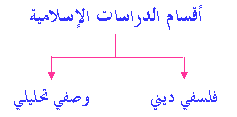 أقسام الدراسات الإسلامية
فلسفي ديني
وصفي تحليلي